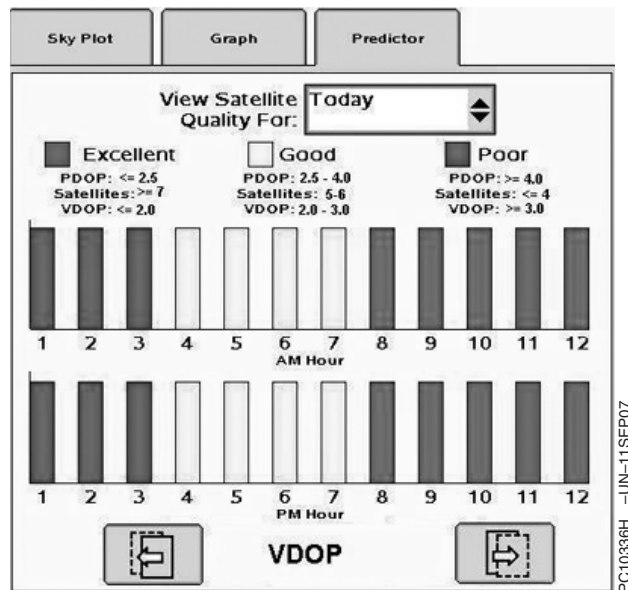 Sky Plot Graph Predictor
View Satellite Today
Quality For:
Excellent Good Poor
PDOP: <= 2.5 PDOP: 2.5 - 4.0 PDOP: >= 4.0
Satellites: >= 7 Satellites: 5-6 Satellites: <= 4
VDOP: <= 2.0 VDOP: 2.0 - 3.0 VDOP: >= 3.0
1 2 3 4 5 6 7 8 9 10 11 12
AM Hour
1 2 3 4 5 6 7 8 9 10 11 12
PM Hour
VDOP
PC10336H –UN–11SEP07